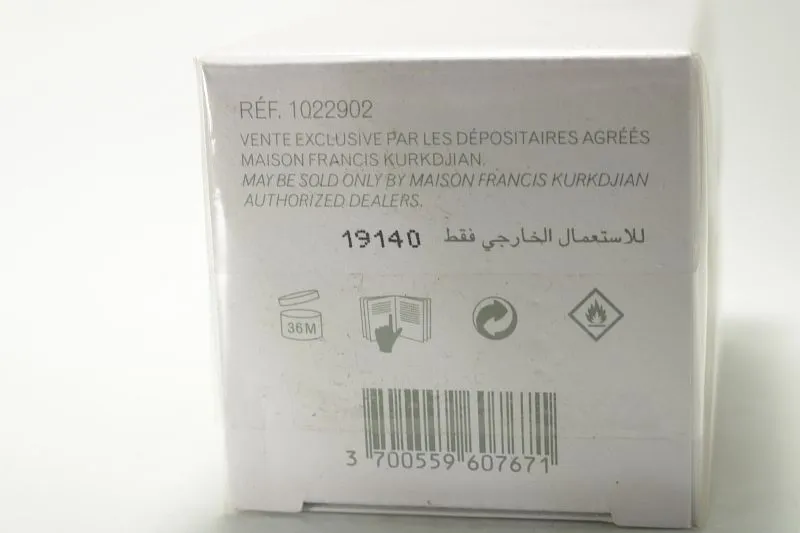 RÉF. 1022902
VENTE EXCLUSIVE PAR LES DÉPOSITAIRES AGRÉÉS
MAISON FRANCIS KURKDJIAN.
MAY BE SOLD ONLY BY MAISON FRANCIS KURKDJIAN
AUTHORIZED DEALERS.
19140 للاستعمال الخارجي فقط
36M
3 700559 607671